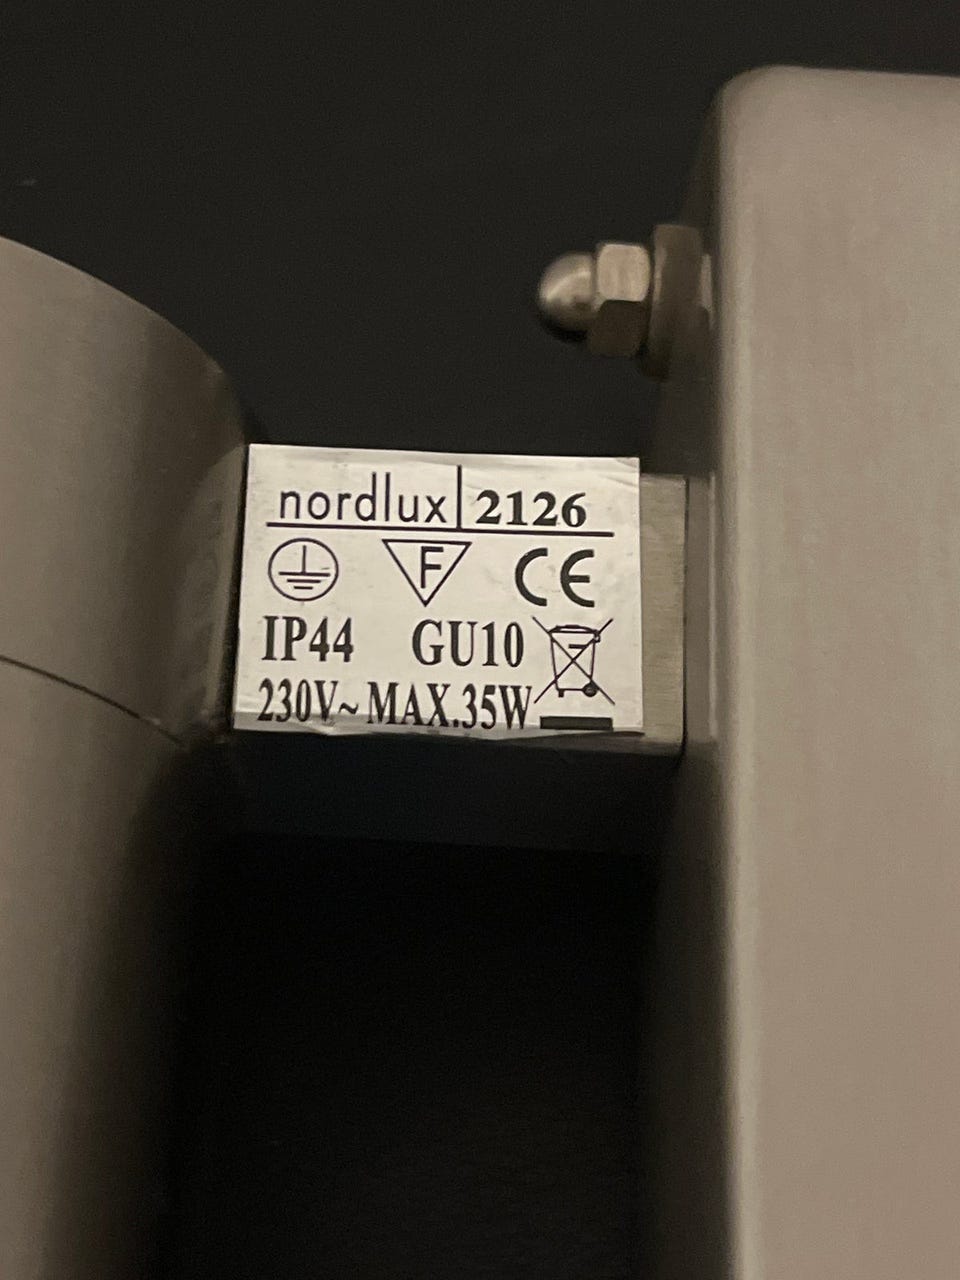 nordlux 2126
F CE
IP44 GU10
230V~ MAX.35W